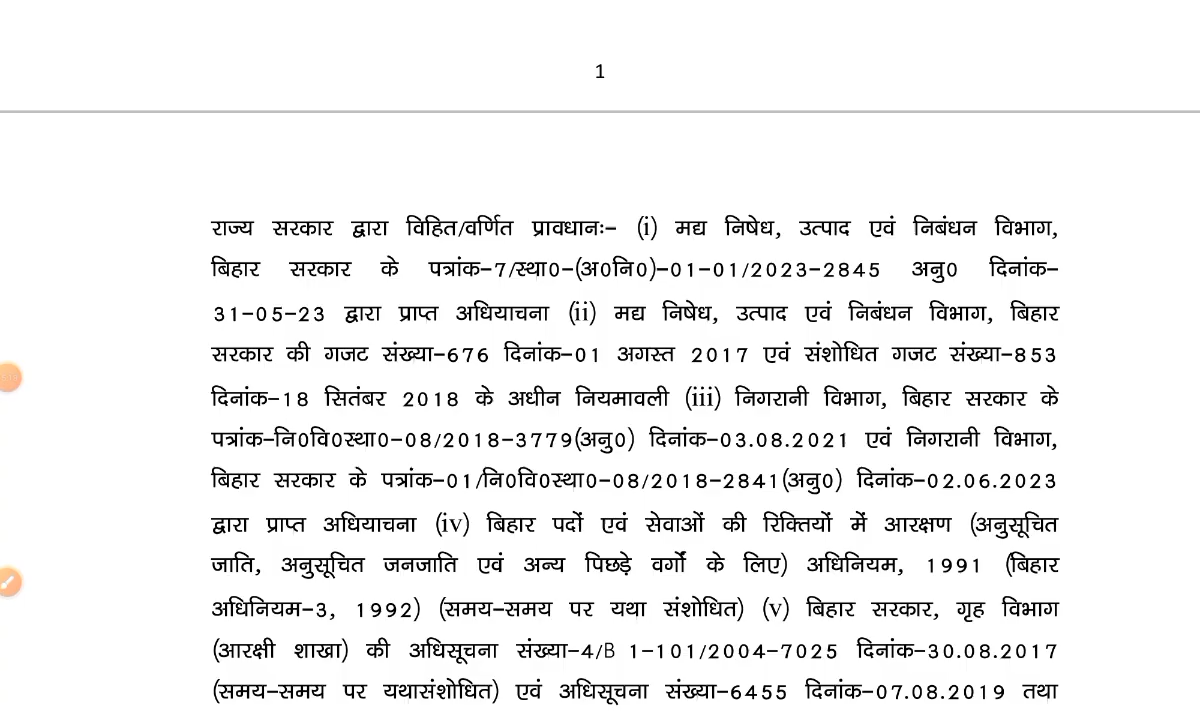 1
राज्य सरकार द्वारा विहित/वर्णित प्रावधानः– (i) मद्य निषेध, उत्पाद एवं निबंधन विभाग,
बिहार सरकार के पत्रांक–7/स्था0–(अ0नि0)–01–01/2023–2845 अनु0 दिनांक–
31–05–23 द्वारा प्राप्त अधियाचना (ii) मद्य निषेध, उत्पाद एवं निबंधन विभाग, बिहार
सरकार की गजट संख्या–676 दिनांक–01 अगस्त 2017 एवं संशोधित गजट संख्या–853
दिनांक–18 सितंबर 2018 के अधीन नियमावली (iii) निगरानी विभाग, बिहार सरकार के
पत्रांक–नि0वि0स्था0–08/2018–3779(अनु0) दिनांक–03.08.2021 एवं निगरानी विभाग,
बिहार सरकार के पत्रांक–01/नि0वि0स्था0–08/2018–2841(अनु0) दिनांक–02.06.2023
द्वारा प्राप्त अधियाचना (iv) बिहार पदों एवं सेवाओं की रिक्तियों में आरक्षण (अनुसूचित
जाति, अनुसूचित जनजाति एवं अन्य पिछड़े वर्गों के लिए) अधिनियम, 1991 (बिहार
अधिनियम–3, 1992) (समय–समय पर यथा संशोधित) (v) बिहार सरकार, गृह विभाग
(आरक्षी शाखा) की अधिसूचना संख्या–4/B 1–101/2004–7025 दिनांक–30.08.2017
(समय–समय पर यथासंशोधित) एवं अधिसूचना संख्या–6455 दिनांक–07.08.2019 तथा